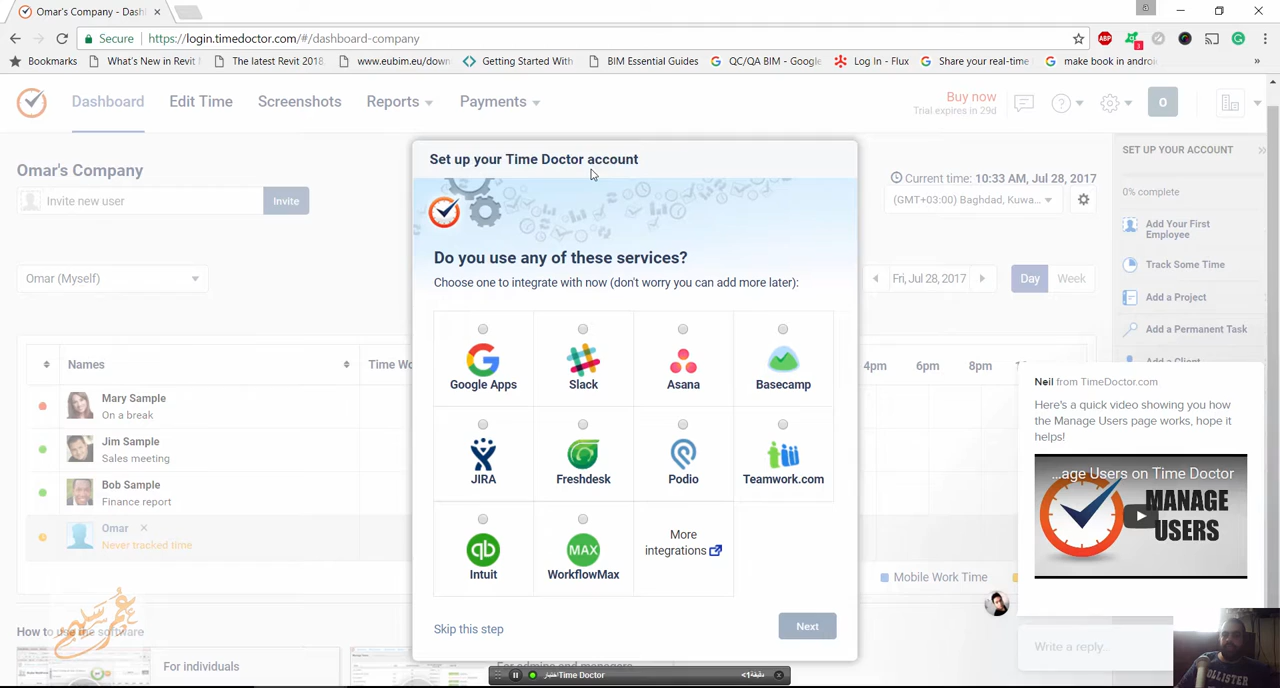 Omar's Company - Dash
a
Secure
https://login.timedoctor.com/#/dashboard-company
ABP
3
Bookmarks
What's New in Revit
The latest Revit 2018.
www.eubim.eu/down
Getting Started With
BIM Essential Guides
QC/QA BIM - Google
Log In - Flux
Share your real-time
make book in andro
»
Dashboard
Edit Time
Screenshots
Reports
Payments
Buy now
Trial expires in 29d
O
Set up your Time Doctor account
SET UP YOUR ACCOUNT
Omar's Company
Current time: 10:33 AM, Jul 28, 2017
0% complete
Invite new user
Invite
(GMT+03:00) Baghdad, Kuwa...
Add Your First
Employee
Do you use any of these services?
Choose one to integrate with now (don't worry you can add more later):
Track Some Time
Omar (Myself)
Fri, Jul 28, 2017
Day
Week
Add a Project
Add a Permanent Task
Names
Time Wo
4pm
6pm
8pm
Google Apps
Slack
Asana
Basecamp
Neil from TimeDoctor.com
Here's a quick video showing you how
the Manage Users page works, hope it
helps!
Mary Sample
On a break
Jim Sample
Sales meeting
Bob Sample
Finance report
Omar
Never tracked time
JIRA
Freshdesk
Podio
Teamwork.com
...age Users on Time Doctor
MANAGE
USERS
qb
Intuit
MAX
WorkflowMax
More
integrations
Mobile Work Time
Skip this step
Next
عمر سليم
How to use the software
For individuals
For admins and managers
Write a reply..
Time Doctor
اختيار
<1 دقيقة
HOLLISTER